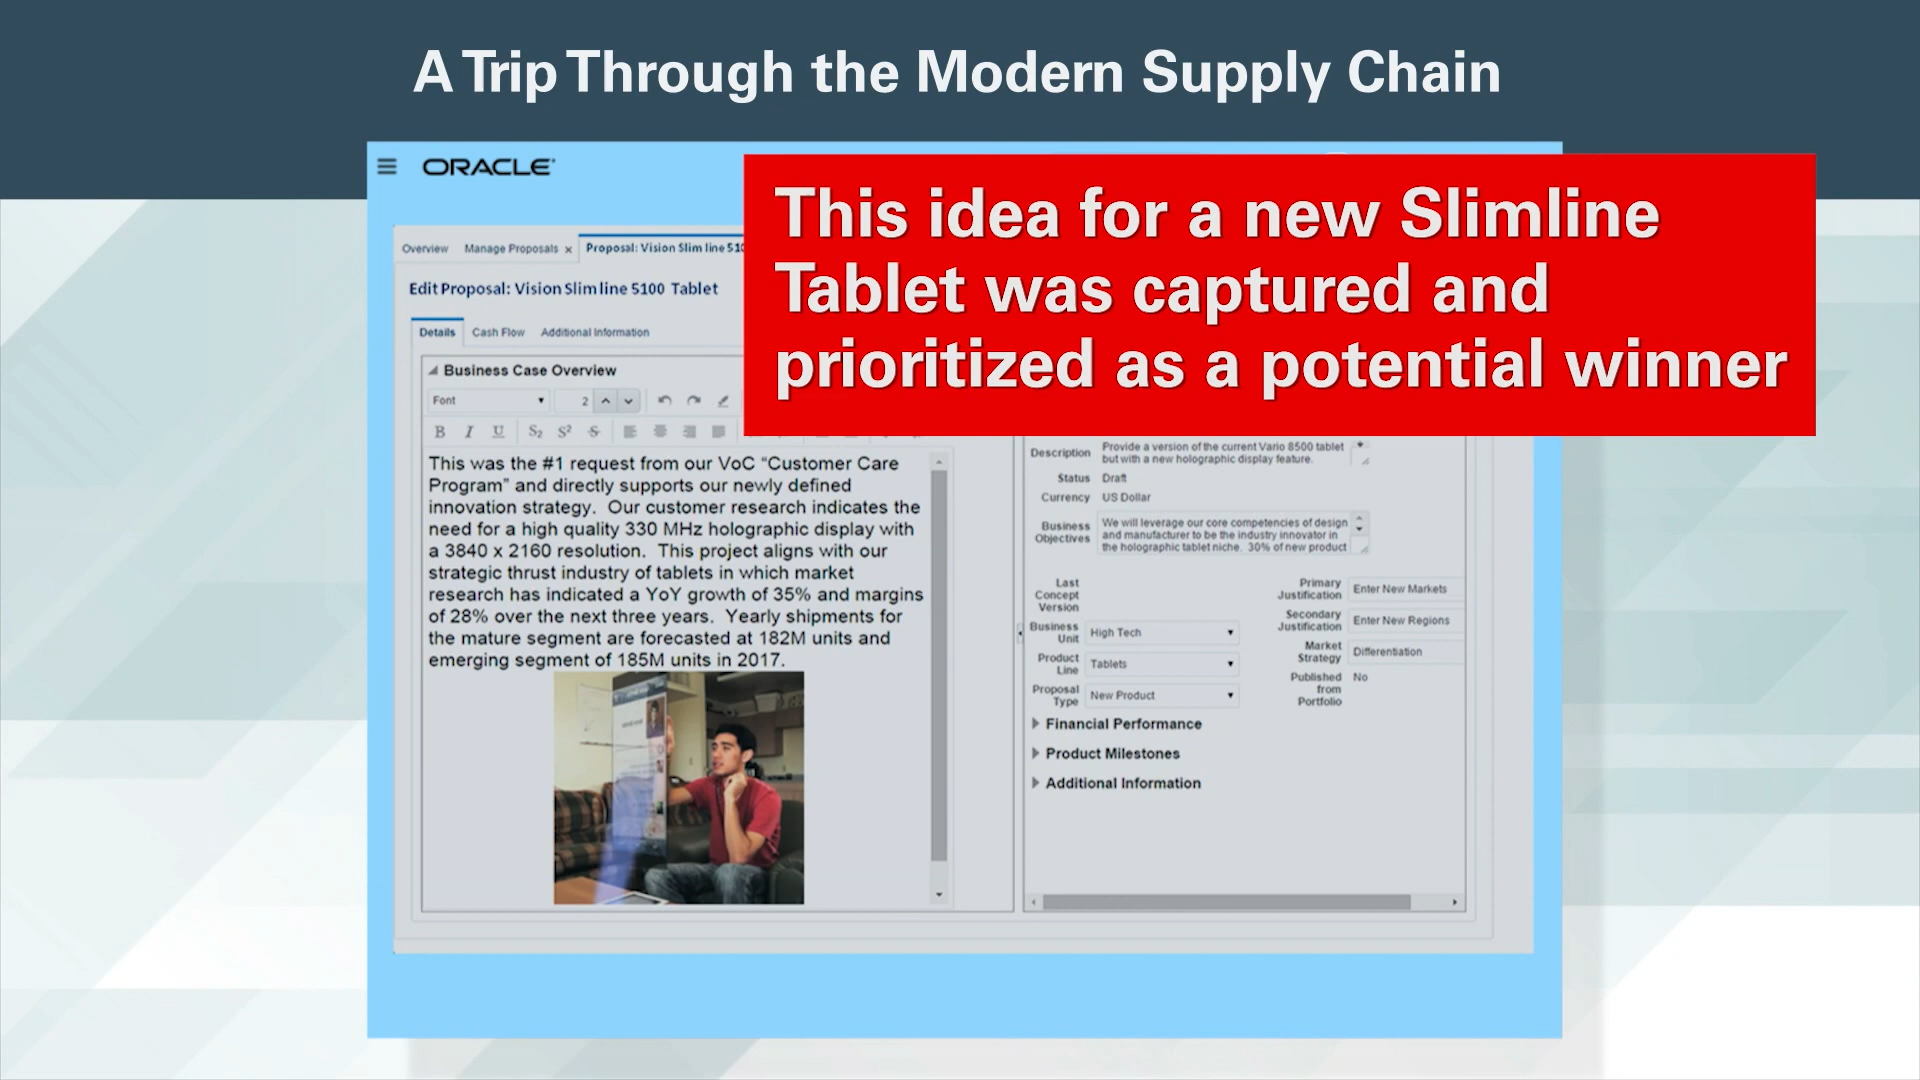 A Trip Through the Modern Supply Chain
ORACLE
This idea for a new Slimline
Tablet was captured and
prioritized as a potential winner
Overview Manage Proposals × Proposal: Vision Slim line
Edit Proposal: Vision Slim line 5100 Tablet
Details Cash Flow Additional Information
Business Case Overview
Font 2
B I U S2 S2 S
This was the #1 request from our VoC “Customer Care
Program” and directly supports our newly defined
innovation strategy. Our customer research indicates the
need for a high quality 330 MHz holographic display with
a 3840 x 2160 resolution. This project aligns with our
strategic thrust industry of tablets in which market
research has indicated a YoY growth of 35% and margins
of 28% over the next three years. Yearly shipments for
the mature segment are forecasted at 182M units and
emerging segment of 185M units in 2017.
Description
Provide a version of the current Vario 8500 tablet
but with a new holographic display feature.
Status Draft
Currency US Dollar
Business
Objectives
We will leverage our core competencies of design
and manufacturer to be the industry innovator in
the holographic tablet niche. 30% of new product
Last
Concept
Version
Business
Unit
High Tech
Product
Line
Tablets
Proposal
Type
New Product
Primary
Justification
Enter New Markets
Secondary
Justification
Enter New Regions
Market
Strategy
Differentiation
Published
from
Portfolio
No
Financial Performance
Product Milestones
Additional Information